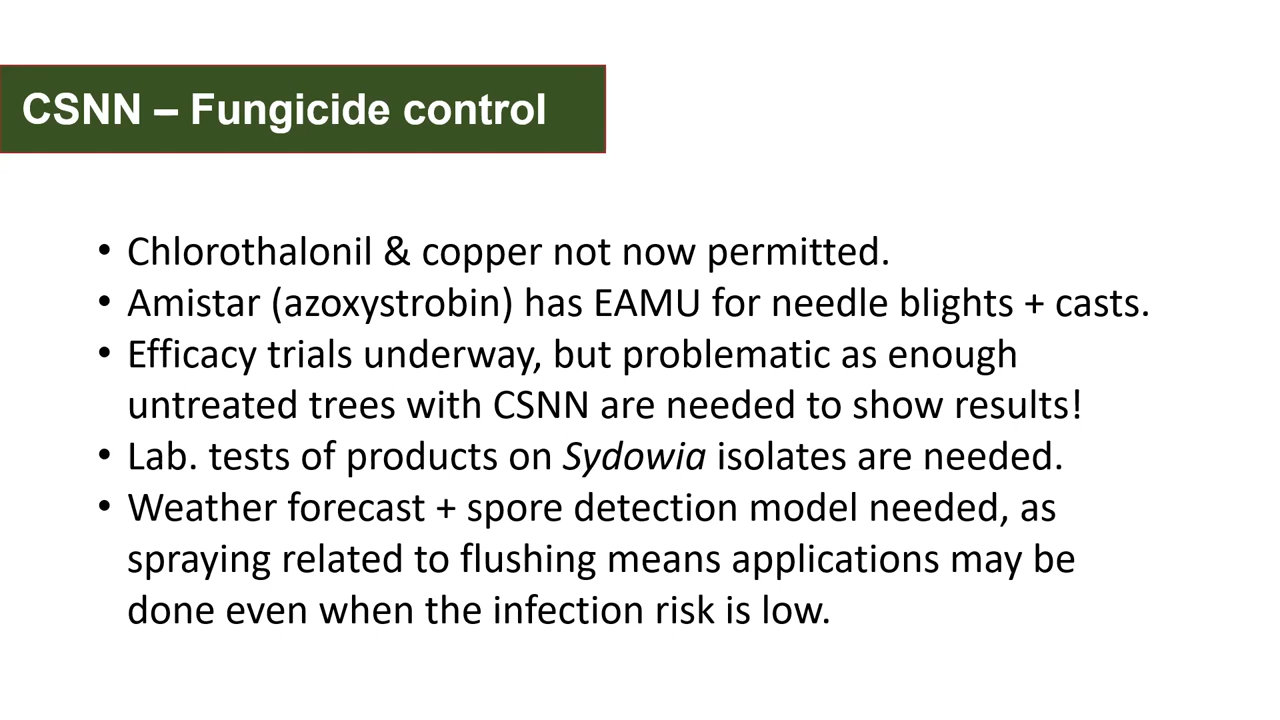 CSNN – Fungicide control
• Chlorothalonil & copper not now permitted.
• Amistar (azoxystrobin) has EAMU for needle blights + casts.
• Efficacy trials underway, but problematic as enough
untreated trees with CSNN are needed to show results!
• Lab. tests of products on Sydowia isolates are needed.
• Weather forecast + spore detection model needed, as
spraying related to flushing means applications may be
done even when the infection risk is low.